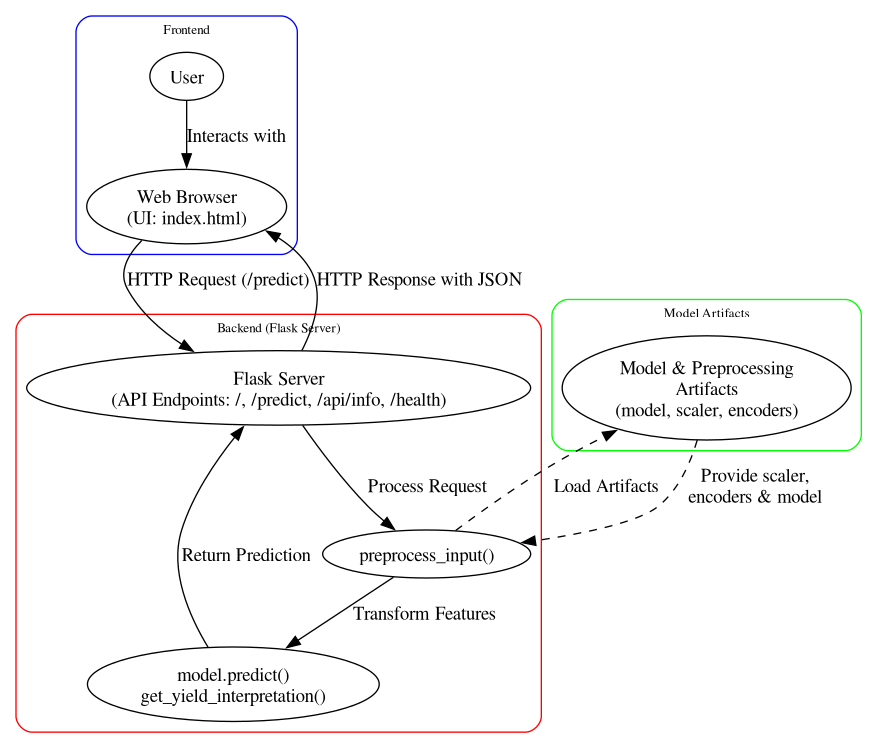 Frontend
User
Interacts with
Web Browser
(UI: index.html)
HTTP Request (/predict)
HTTP Response with JSON
Backend (Flask Server)
Flask Server
(API Endpoints: /, /predict, /api/info, /health)
Model Artifacts
Model & Preprocessing
Artifacts
(model, scaler, encoders)
Process Request
Load Artifacts
Provide scaler,
encoders & model
Return Prediction
preprocess_input()
Transform Features
model.predict()
get_yield_interpretation()